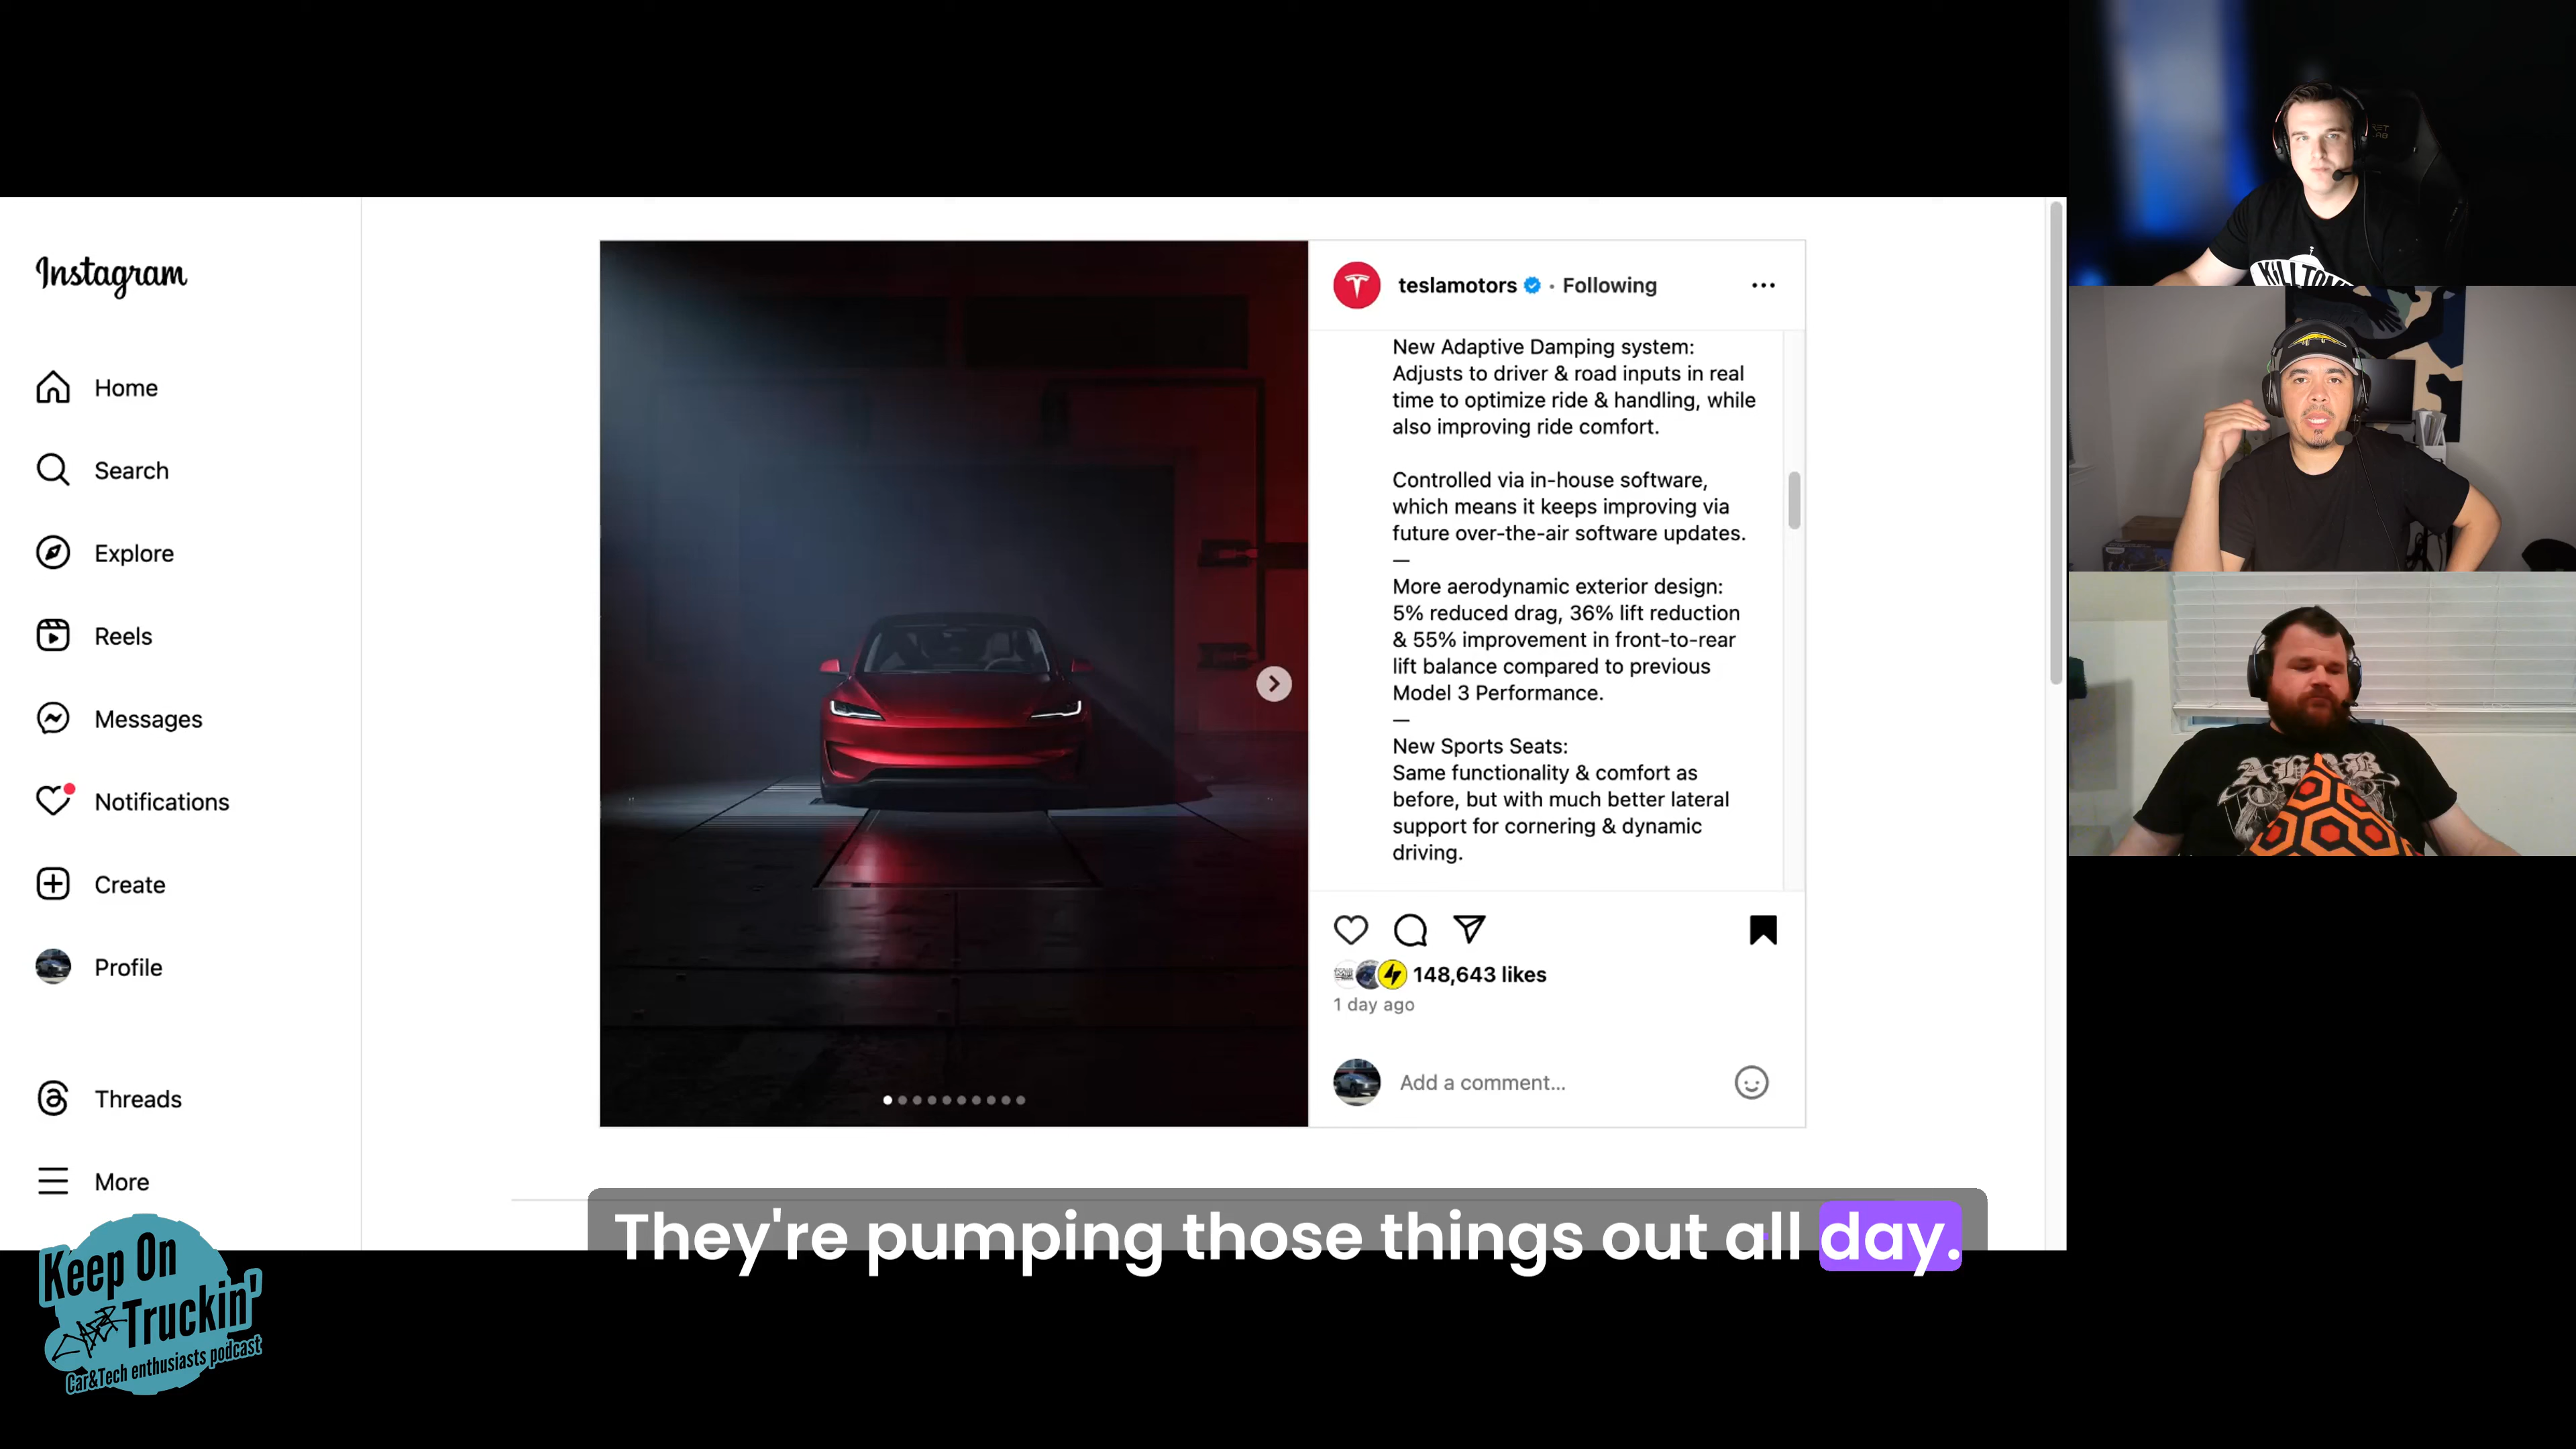 Instagram
Home
Search
Explore
Reels
Messages
Notifications
Create
Profile
Threads
More
teslamotors · Following
New Adaptive Damping system:
Adjusts to driver & road inputs in real
time to optimize ride & handling, while
also improving ride comfort.
Controlled via in-house software,
which means it keeps improving via
future over-the-air software updates.
—
More aerodynamic exterior design:
5% reduced drag, 36% lift reduction
& 55% improvement in front-to-rear
lift balance compared to previous
Model 3 Performance.
—
New Sports Seats:
Same functionality & comfort as
before, but with much better lateral
support for cornering & dynamic
driving.
148,643 likes
1 day ago
Add a comment...
They're pumping those things out all day.
Keep On
Truckin'
Car&Tech enthusiasts podcast